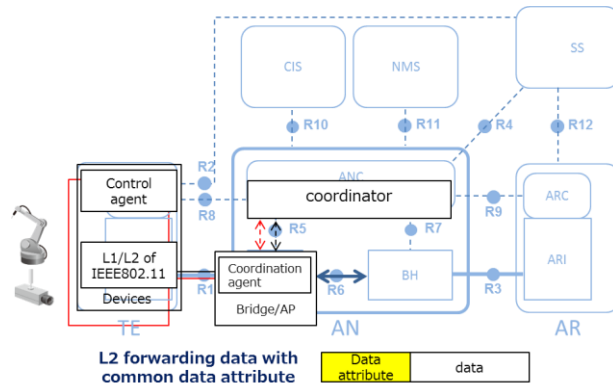 CIS
NMS
SS
R10
R11
R4
R12
R2
ANC
Control
agent
coordinator
ARC
R8
R5
R7
R9
L1/L2 of
IEEE802.11
Devices
Coordination
agent
Bridge/AP
R1
R6
BH
R3
ARI
TE
AN
AR
L2 forwarding data with
common data attribute
Data
attribute
data